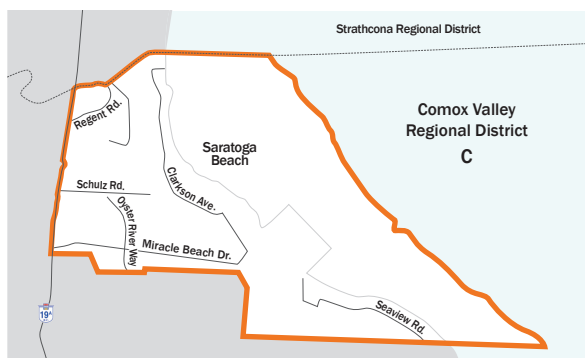 Strathcona Regional District
Comox Valley
Regional District
C
Regent Rd.
Saratoga
Beach
Clarkson Ave.
Schulz Rd.
Oyster River Way
Miracle Beach Dr.
Seaview Rd.
19A